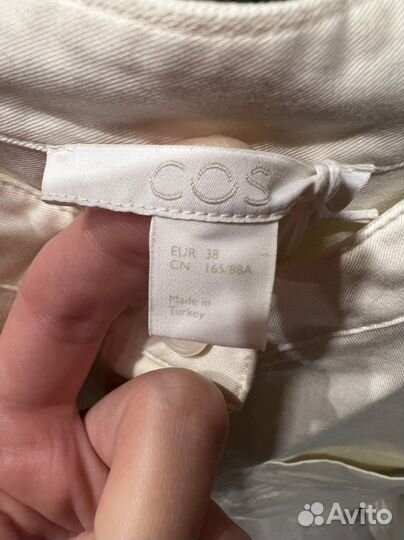 COS
EUR 38
CN 165/88A
Made in
Turkey
Avito